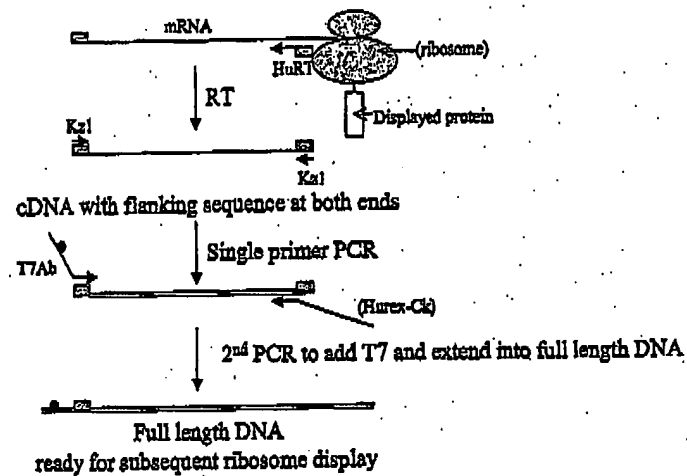 mRNA
(ribosome)
HuRT
RT
Displayed protein
Kz1
Kz1
cDNA with flanking sequence at both ends
Single primer PCR
T7Ab
(Hurex-Ck)
2nd PCR to add T7 and extend into full length DNA
Full length DNA
ready for subsequent ribosome display